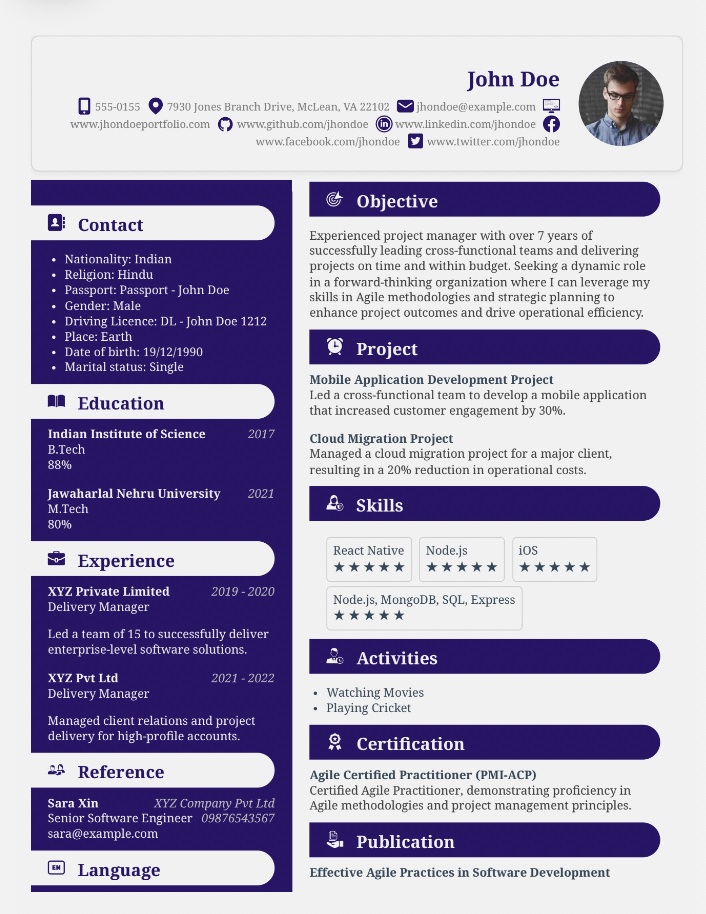 John Doe
555-0155 7930 Jones Branch Drive, McLean, VA 22102 jhondoe@example.com
www.jhondoeportfolio.com www.github.com/jhondoe www.linkedin.com/jhondoe
www.facebook.com/jhondoe www.twitter.com/jhondoe
Contact
• Nationality: Indian
• Religion: Hindu
• Passport: Passport - John Doe
• Gender: Male
• Driving Licence: DL - John Doe 1212
• Place: Earth
• Date of birth: 19/12/1990
• Marital status: Single
Education
Indian Institute of Science 2017
B.Tech
88%
Jawaharlal Nehru University 2021
M.Tech
80%
Experience
XYZ Private Limited 2019 - 2020
Delivery Manager
Led a team of 15 to successfully deliver
enterprise-level software solutions.
XYZ Pvt Ltd 2021 - 2022
Delivery Manager
Managed client relations and project
delivery for high-profile accounts.
Reference
Sara Xin XYZ Company Pvt Ltd
Senior Software Engineer 09876543567
sara@example.com
EN Language
Objective
Experienced project manager with over 7 years of
successfully leading cross-functional teams and delivering
projects on time and within budget. Seeking a dynamic role
in a forward-thinking organization where I can leverage my
skills in Agile methodologies and strategic planning to
enhance project outcomes and drive operational efficiency.
Project
Mobile Application Development Project
Led a cross-functional team to develop a mobile application
that increased customer engagement by 30%.
Cloud Migration Project
Managed a cloud migration project for a major client,
resulting in a 20% reduction in operational costs.
Skills
React Native Node.js iOS
★★★★★ ★★★★★ ★★★★★
Node.js, MongoDB, SQL, Express
★★★★★
Activities
• Watching Movies
• Playing Cricket
Certification
Agile Certified Practitioner (PMI-ACP)
Certified Agile Practitioner, demonstrating proficiency in
Agile methodologies and project management principles.
Publication
Effective Agile Practices in Software Development